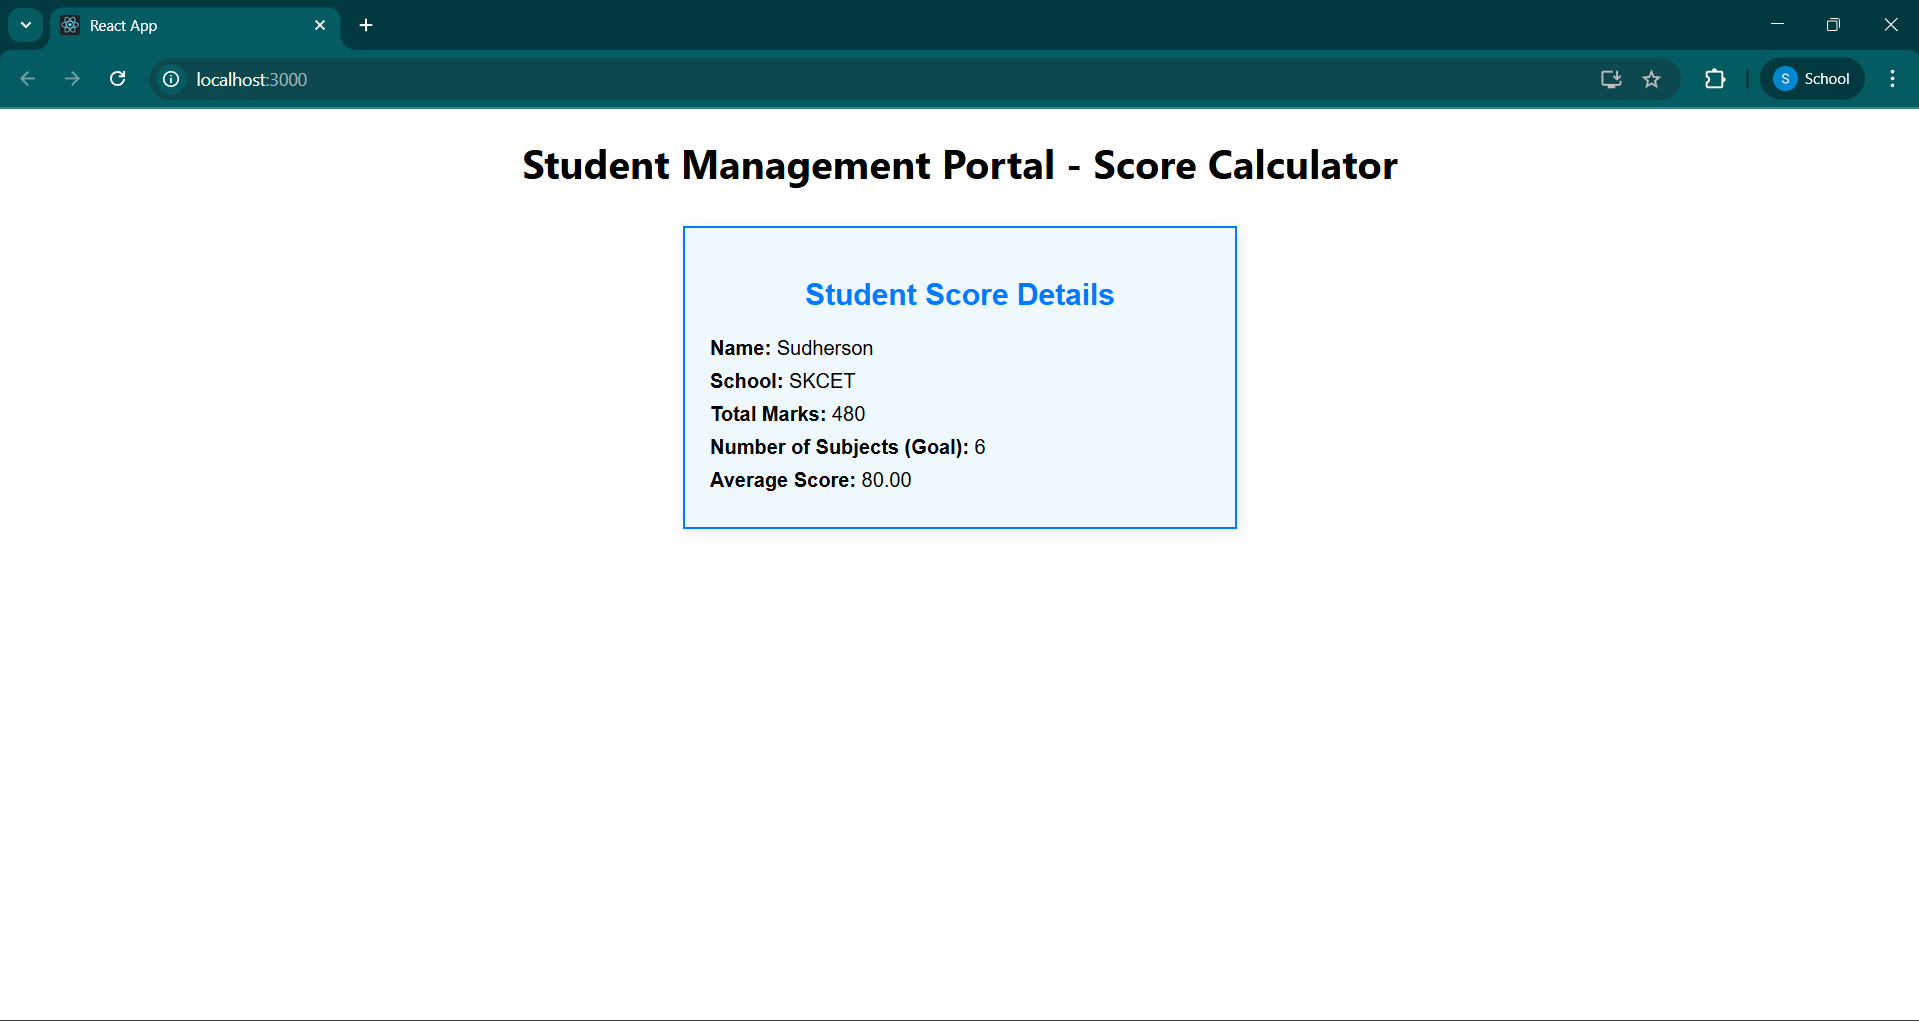 React App
localhost:3000
S School
Student Management Portal - Score Calculator
Student Score Details
Name: Sudherson
School: SKCET
Total Marks: 480
Number of Subjects (Goal): 6
Average Score: 80.00